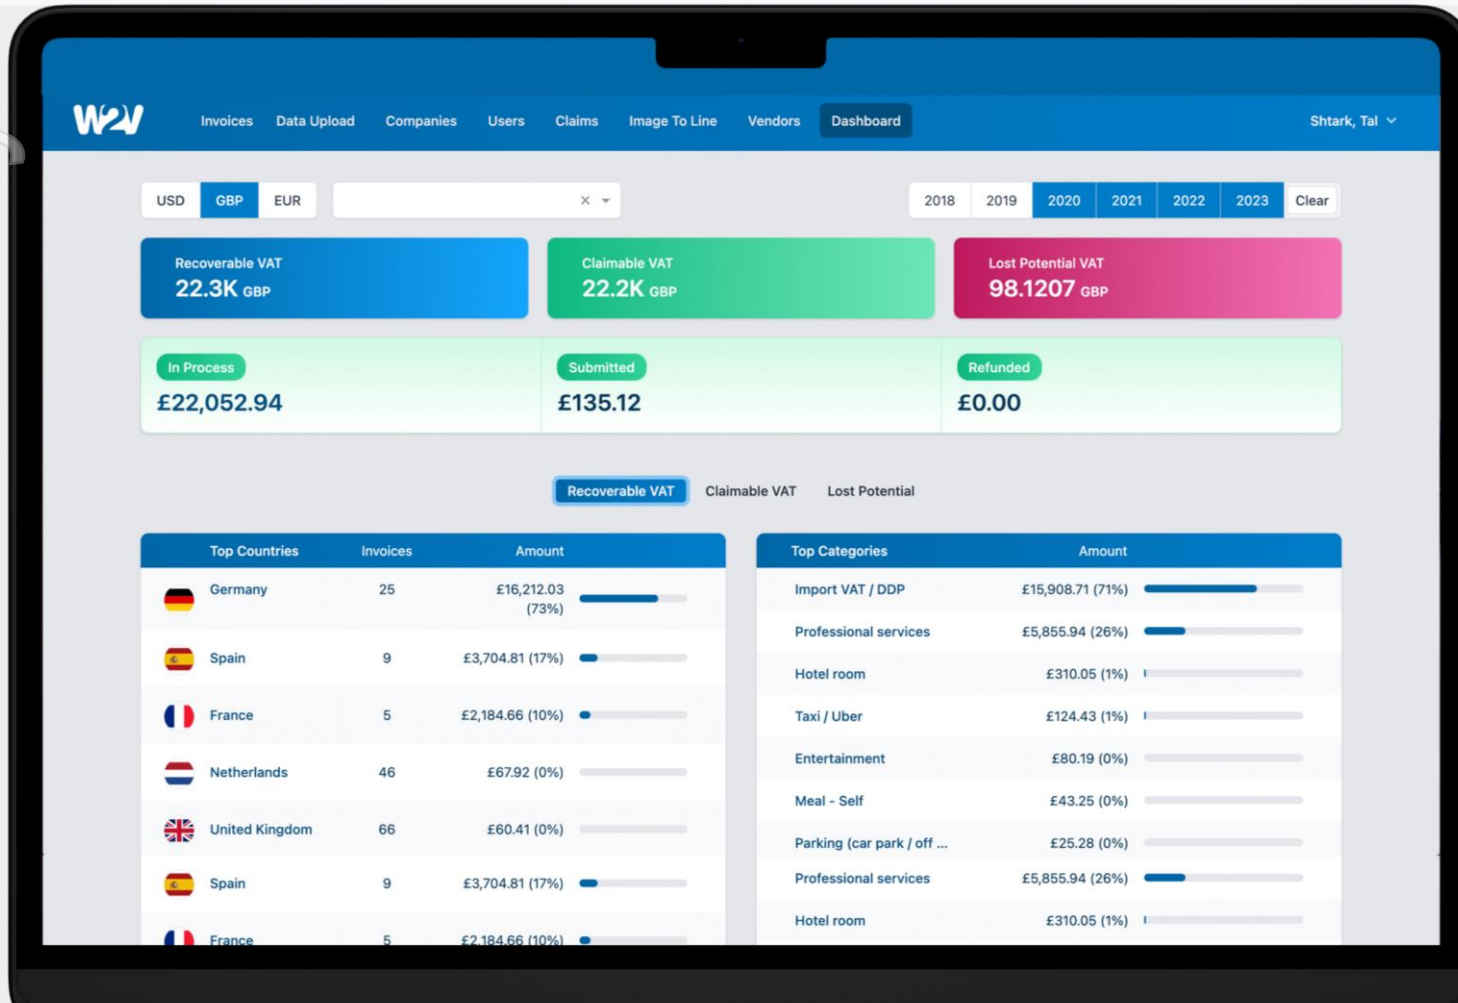 W2V
Invoices Data Upload Companies Users Claims Image To Line Vendors Dashboard Shtark, Tal
USD GBP EUR 2018 2019 2020 2021 2022 2023 Clear
Recoverable VAT Claimable VAT Lost Potential VAT
22.3K GBP 22.2K GBP 98.1207 GBP
In Process Submitted Refunded
£22,052.94 £135.12 £0.00
Recoverable VAT Claimable VAT Lost Potential
Top Countries Invoices Amount
Germany 25 £16,212.03
(73%)
Spain 9 £3,704.81 (17%)
France 5 £2,184.66 (10%)
Netherlands 46 £67.92 (0%)
United Kingdom 66 £60.41 (0%)
Spain 9 £3,704.81 (17%)
France 5 £2,184.66 (10%)
Top Categories Amount
Import VAT / DDP £15,908.71 (71%)
Professional services £5,855.94 (26%)
Hotel room £310.05 (1%)
Taxi / Uber £124.43 (1%)
Entertainment £80.19 (0%)
Meal - Self £43.25 (0%)
Parking (car park / off ... £25.28 (0%)
Professional services £5,855.94 (26%)
Hotel room £310.05 (1%)